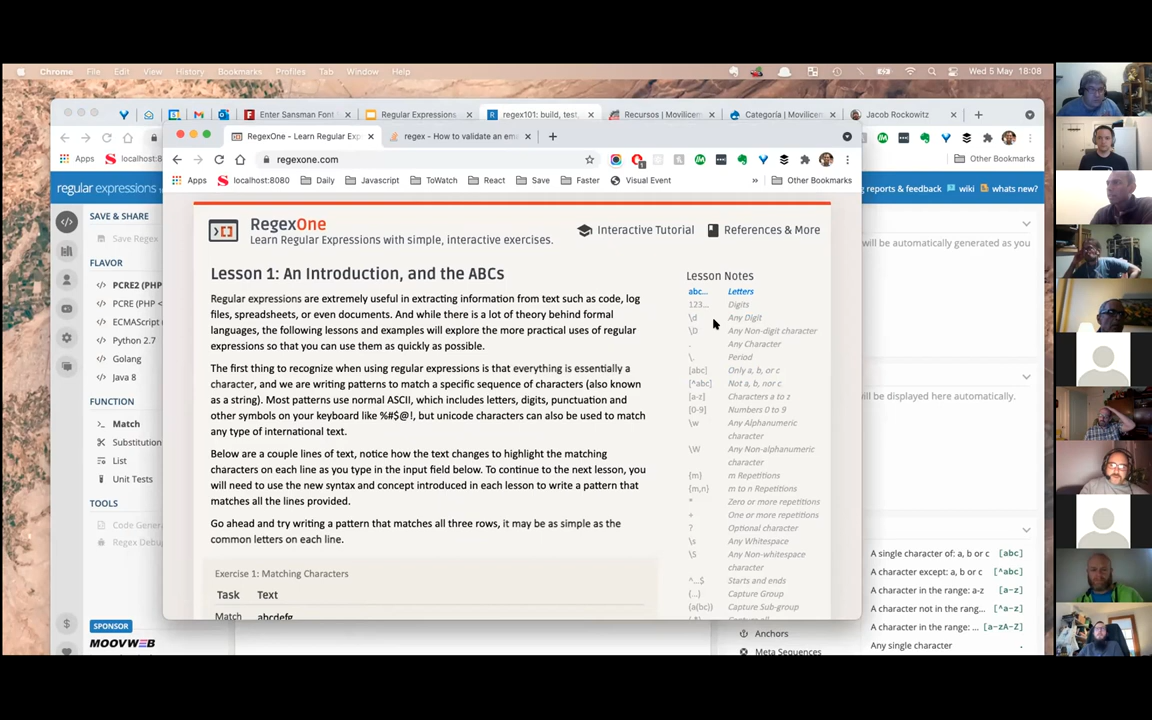 Chrome File Edit View History Bookmarks Profiles Tab Window Help
Wed 5 May 18:08
Enter Sansman Font
Regular Expressions
regex101: build, test,
Recursos | Movilicem
Categoría | Movilicem
Jacob Rockowitz
RegexOne - Learn Regular Exp
regex - How to validate an em
Apps
localhost:8
regexone.com
Other Bookmarks
Apps
localhost:8080
Daily
Javascript
ToWatch
React
Save
Faster
Visual Event
»
Other Bookmarks
regular expressions
reports & feedback
wiki
whats new?
SAVE & SHARE
Save Regex
FLAVOR
PCRE2 (PHP
PCRE (PHP <
ECMAScript
Python 2.7
Golang
Java 8
FUNCTION
Match
Substitution
List
Unit Tests
TOOLS
Code Gener
Regex Debu
SPONSOR
MOOVWEB
RegexOne
Learn Regular Expressions with simple, interactive exercises.
Interactive Tutorial
References & More
Lesson 1: An Introduction, and the ABCs
Regular expressions are extremely useful in extracting information from text such as code, log
files, spreadsheets, or even documents. And while there is a lot of theory behind formal
languages, the following lessons and examples will explore the more practical uses of regular
expressions so that you can use them as quickly as possible.
The first thing to recognize when using regular expressions is that everything is essentially a
character, and we are writing patterns to match a specific sequence of characters (also known
as a string). Most patterns use normal ASCII, which includes letters, digits, punctuation and
other symbols on your keyboard like %#$@!, but unicode characters can also be used to match
any type of international text.
Below are a couple lines of text, notice how the text changes to highlight the matching
characters on each line as you type in the input field below. To continue to the next lesson, you
will need to use the new syntax and concept introduced in each lesson to write a pattern that
matches all the lines provided.
Go ahead and try writing a pattern that matches all three rows, it may be as simple as the
common letters on each line.
Exercise 1: Matching Characters
Task Text
Match abcdefg
Lesson Notes
abc... Letters
123... Digits
\d Any Digit
\D Any Non-digit character
. Any Character
\. Period
[abc] Only a, b, or c
[^abc] Not a, b, nor c
[a-z] Characters a to z
[0-9] Numbers 0 to 9
\w Any Alphanumeric
character
\W Any Non-alphanumeric
character
{m} m Repetitions
{m,n} m to n Repetitions
* Zero or more repetitions
+ One or more repetitions
? Optional character
\s Any Whitespace
\S Any Non-whitespace
character
^...$ Starts and ends
(...) Capture Group
(a(bc)) Capture Sub-group
will be automatically generated as you
will be displayed here automatically.
A single character of: a, b or c [abc]
A character except: a, b or c [^abc]
A character in the range: a-z [a-z]
A character not in the rang... [^a-z]
A character in the range: ... [a-zA-Z]
Any single character .
Anchors
Meta Sequences